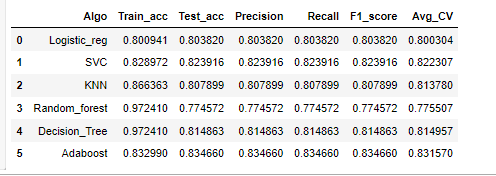 Algo Train_acc Test_acc Precision Recall F1_score Avg_CV
0 Logistic_reg 0.800941 0.803820 0.803820 0.803820 0.803820 0.800304
1 SVC 0.828972 0.823916 0.823916 0.823916 0.823916 0.822307
2 KNN 0.866363 0.807899 0.807899 0.807899 0.807899 0.813780
3 Random_forest 0.972410 0.774572 0.774572 0.774572 0.774572 0.775507
4 Decision_Tree 0.972410 0.814863 0.814863 0.814863 0.814863 0.814957
5 Adaboost 0.832990 0.834660 0.834660 0.834660 0.834660 0.831570